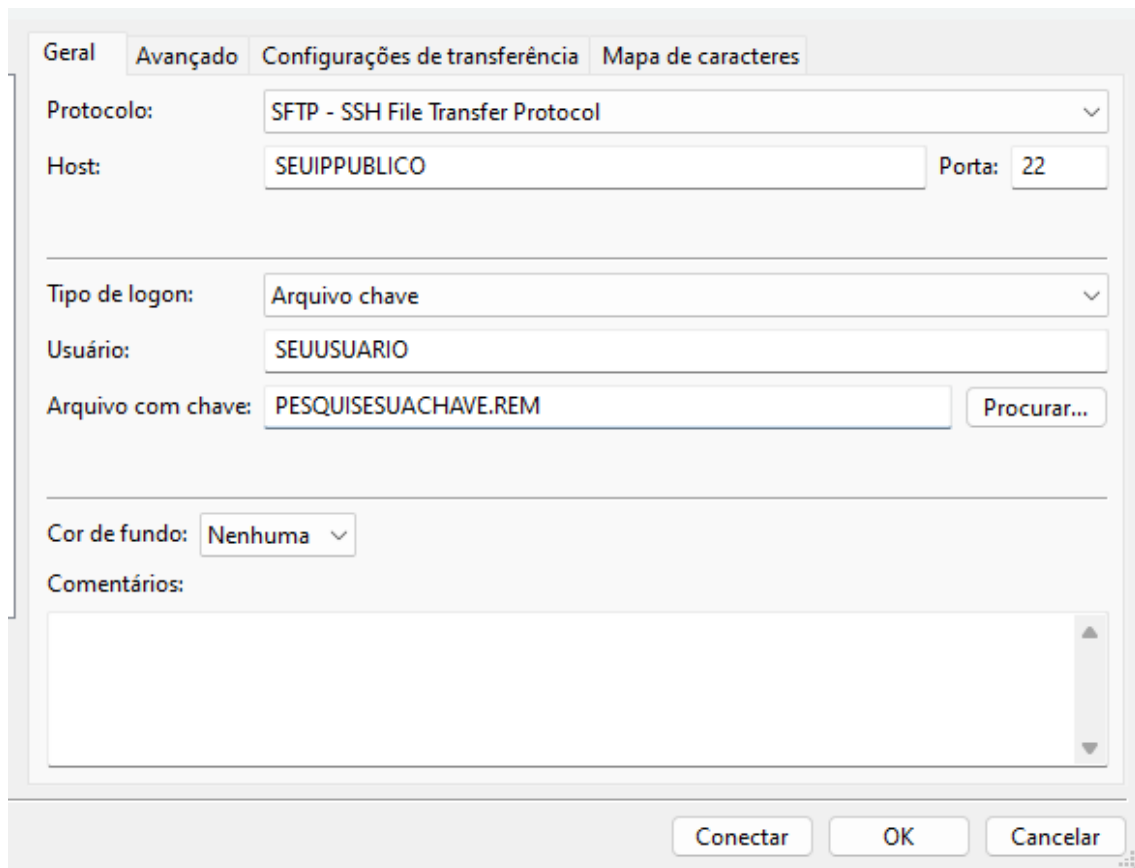 Geral Avançado Configurações de transferência Mapa de caracteres
Protocolo: SFTP - SSH File Transfer Protocol
Host: SEUIPPUBLICO Porta: 22
Tipo de logon: Arquivo chave
Usuário: SEUUSUARIO
Arquivo com chave: PESQUISESUACHAVE.REM Procurar...
Cor de fundo: Nenhuma
Comentários:
Conectar OK Cancelar